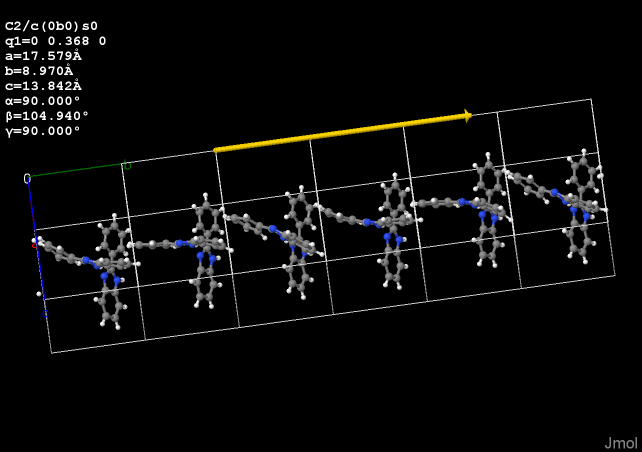 C2/c(0b0)s0
q1=0 0.368 0
a=17.579Å
b=8.970Å
c=13.842Å
α=90.000°
β=104.940°
γ=90.000°
0
b
a
c
Jmol